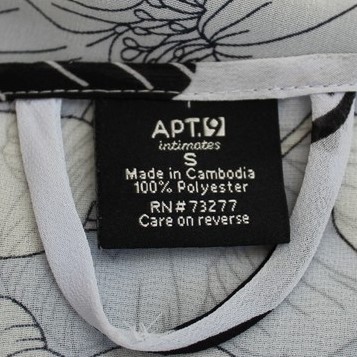 APT.9
intimates
S
Made in Cambodia
100% Polyester
RN# 73277
Care on reverse